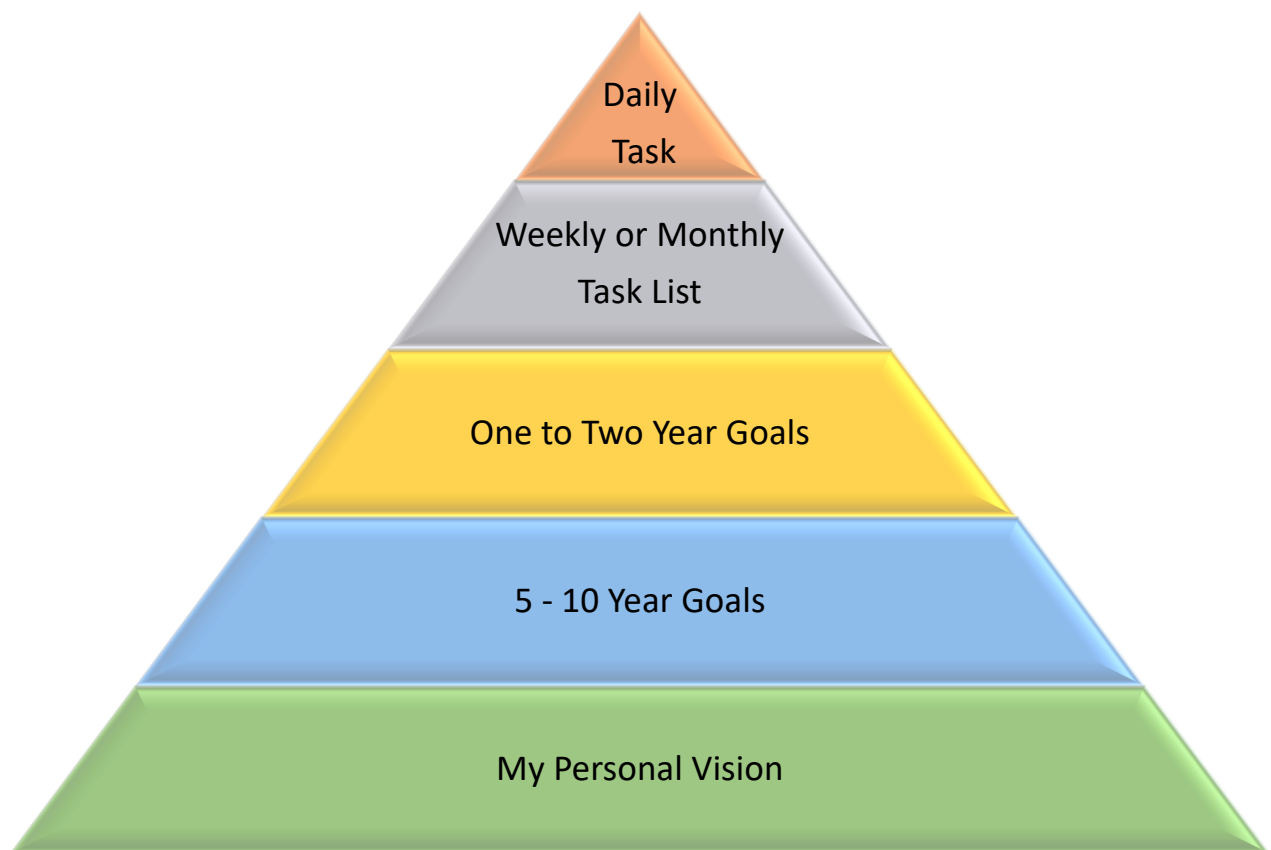 Daily
Task
Weekly or Monthly
Task List
One to Two Year Goals
5 - 10 Year Goals
My Personal Vision